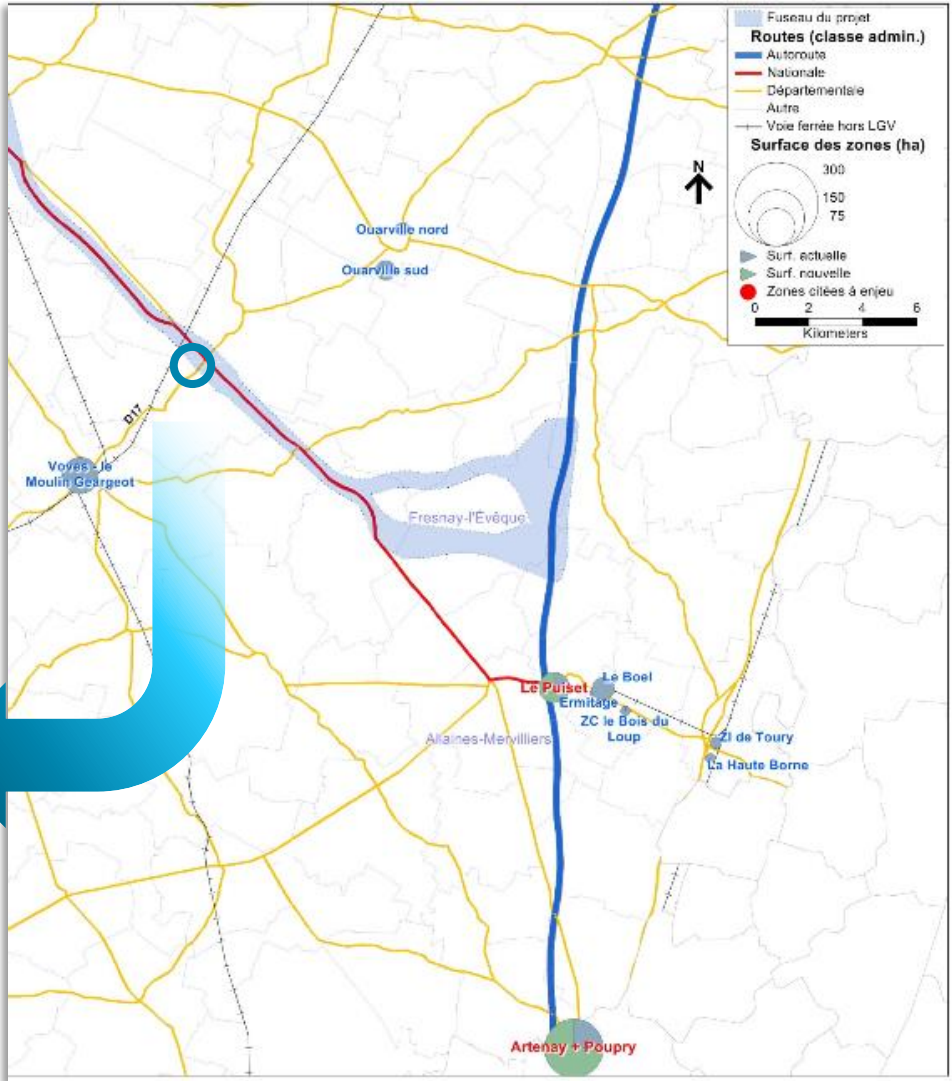 Fuseau du projet
Routes (classe admin.)
Autoroute
Nationale
Départementale
Autre
Voie ferrée hors LGV
Surface des zones (ha)
300
150
75
Surf. actuelle
Surf. nouvelle
Zones citées à enjeu
0 2 4 6
Kilometers
N
Ouarville nord
Ouarville sud
D17
Voves - le
Moulin Geargeot
Fresnay-l'Évêque
Le Puiset
Le Boel
Ermitage
ZC le Bois du
Loup
Allaines-Mervilliers
ZI de Toury
La Haute Borne
Artenay + Poupry